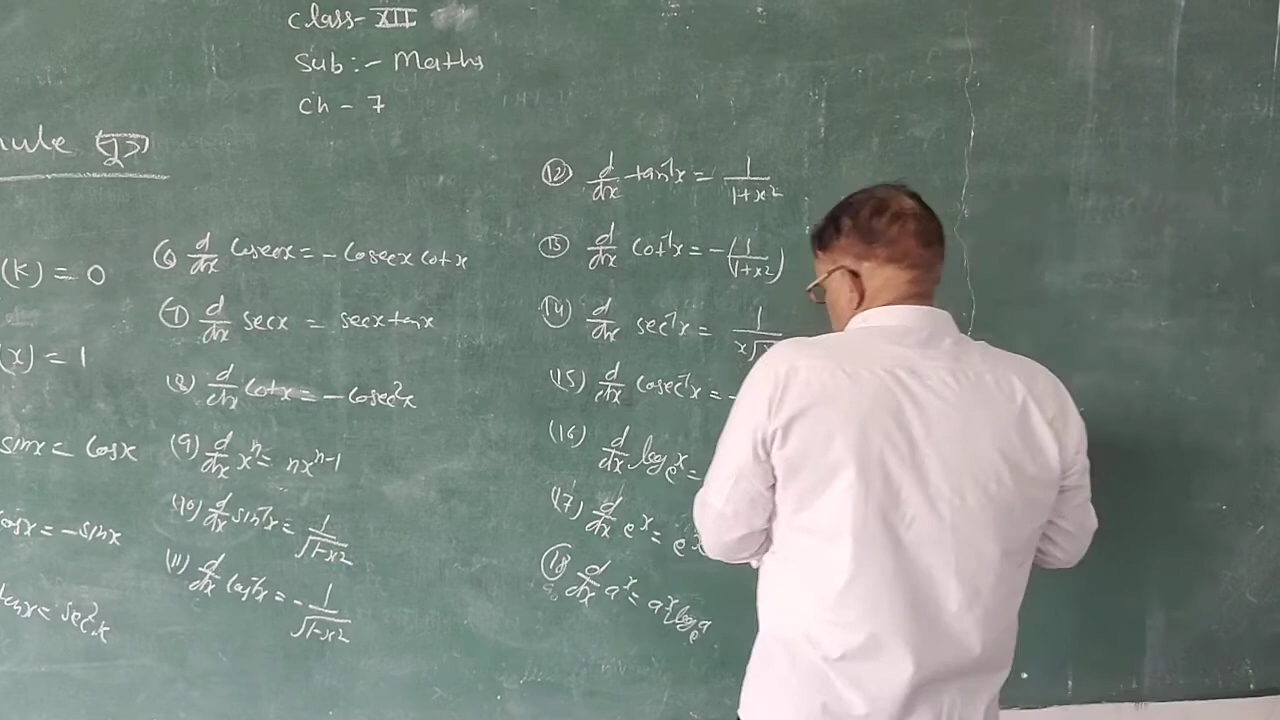 Class - XII
Sub :- Maths
Ch - 7
(K) = 0
(x) = 1
sinx = cosx
cosx = -sinx
tanx = sec²x
(6) d/dx cosecx = - cosecx cotx
(7) d/dx secx = secx tanx
(8) d/dx cotx = - cosec²x
(9) d/dx xⁿ = nxⁿ⁻¹
(10) d/dx sin⁻¹x = 1/√1-x²
(11) d/dx cos⁻¹x = - 1/√1-x²
(12) d/dx tan⁻¹x = 1/1+x²
(13) d/dx cot⁻¹x = -(1/1+x²)
(14) d/dx sec⁻¹x = 1/x√
(15) d/dx cosec⁻¹x = -
(16) d/dx logₑx =
(17) d/dx eˣ = eˣ
(18) d/dx aˣ = aˣ logₑa